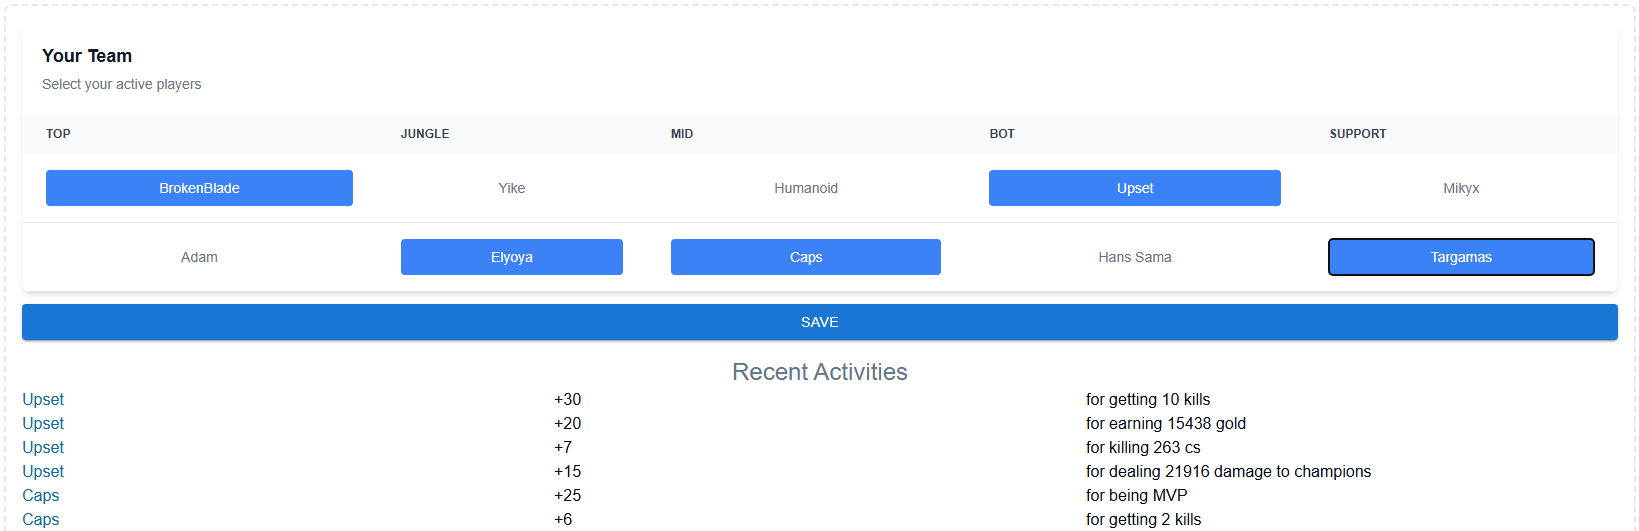 Your Team
Select your active players
TOP JUNGLE MID BOT SUPPORT
BrokenBlade Yike Humanoid Upset Mikyx
Adam Elyoya Caps Hans Sama Targamas
SAVE
Recent Activities
Upset +30 for getting 10 kills
Upset +20 for earning 15438 gold
Upset +7 for killing 263 cs
Upset +15 for dealing 21916 damage to champions
Caps +25 for being MVP
Caps +6 for getting 2 kills